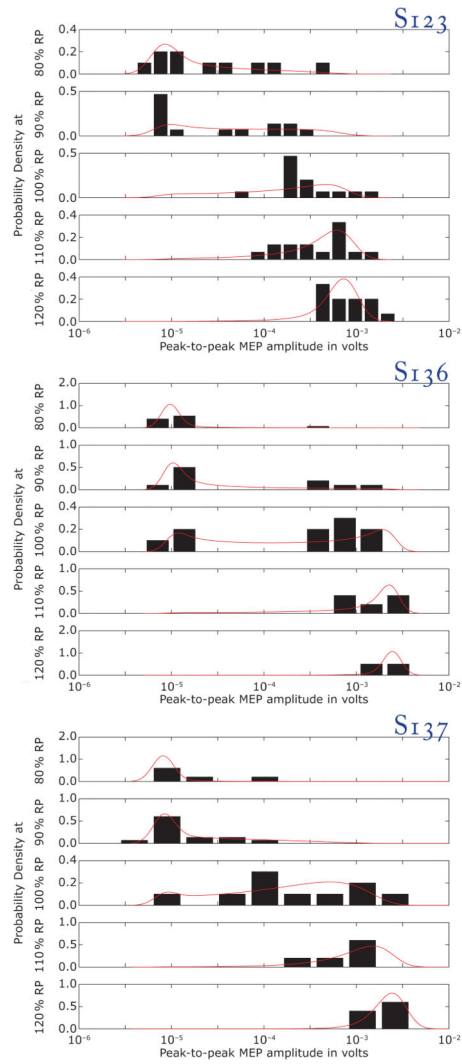 S123
0.4
0.2
0.0
80% RP
0.5
0.0
90% RP
0.5
0.0
100% RP
0.4
0.2
0.0
110% RP
0.4
0.2
0.0
120% RP
Probability Density at
10-6 10-5 10-4 10-3 10-2
Peak-to-peak MEP amplitude in volts
S136
2.0
1.0
0.0
80% RP
1.0
0.5
0.0
90% RP
0.4
0.2
0.0
100% RP
1.0
0.5
0.0
110% RP
2.0
1.0
0.0
120% RP
Probability Density at
10-6 10-5 10-4 10-3 10-2
Peak-to-peak MEP amplitude in volts
S137
2.0
1.0
0.0
80% RP
1.0
0.5
0.0
90% RP
0.4
0.2
0.0
100% RP
1.0
0.5
0.0
110% RP
1.0
0.5
0.0
120% RP
Probability Density at
10-6 10-5 10-4 10-3 10-2
Peak-to-peak MEP amplitude in volts